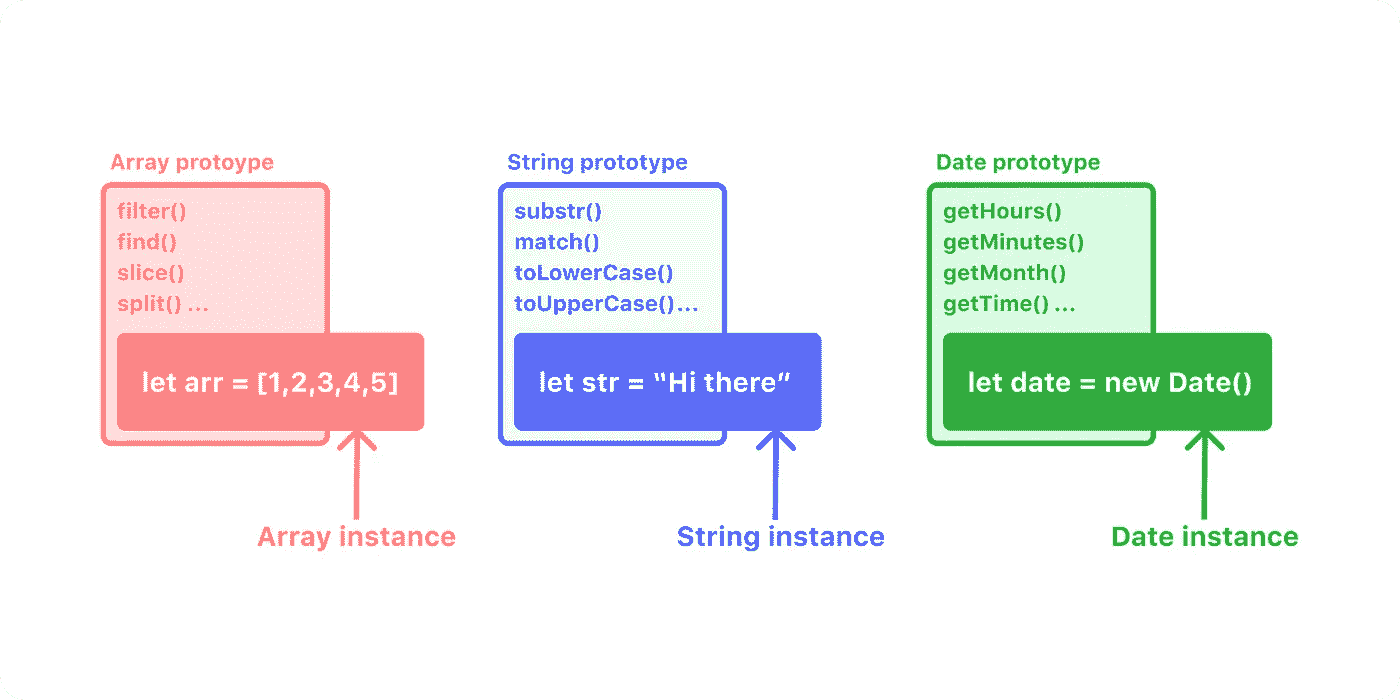 Array protoype
filter()
find()
slice()
split() ...
let arr = [1,2,3,4,5]
Array instance
String prototype
substr()
match()
toLowerCase()
toUpperCase()...
let str = “Hi there”
String instance
Date prototype
getHours()
getMinutes()
getMonth()
getTime() ...
let date = new Date()
Date instance